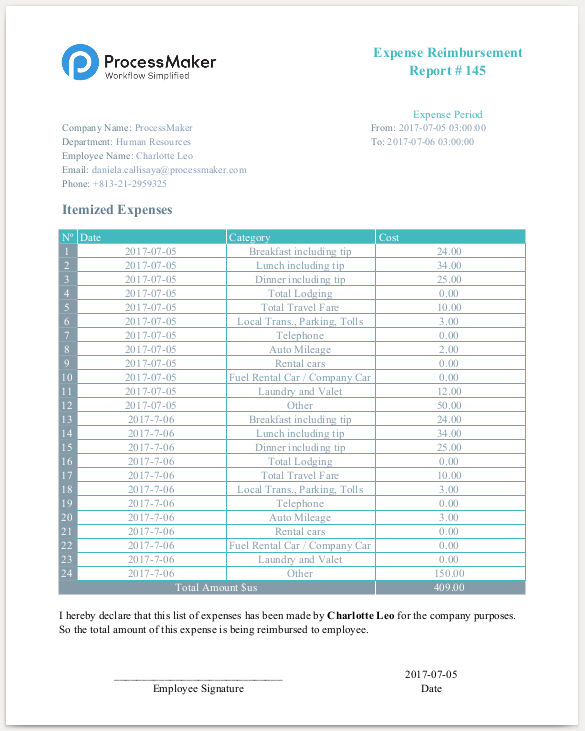 ProcessMaker
Workflow Simplified
Expense Reimbursement
Report # 145
Expense Period
From: 2017-07-05 03:00:00
To: 2017-07-06 03:00:00
Company Name: ProcessMaker
Department: Human Resources
Employee Name: Charlotte Leo
Email: daniela.callisaya@processmaker.com
Phone: +813-21-2959325
Itemized Expenses
Nº Date Category Cost
1 2017-07-05 Breakfast including tip 24.00
2 2017-07-05 Lunch including tip 34.00
3 2017-07-05 Dinner including tip 25.00
4 2017-07-05 Total Lodging 0.00
5 2017-07-05 Total Travel Fare 10.00
6 2017-07-05 Local Trans., Parking, Tolls 3.00
7 2017-07-05 Telephone 0.00
8 2017-07-05 Auto Mileage 2.00
9 2017-07-05 Rental cars 0.00
10 2017-07-05 Fuel Rental Car / Company Car 0.00
11 2017-07-05 Laundry and Valet 12.00
12 2017-07-05 Other 50.00
13 2017-7-06 Breakfast including tip 24.00
14 2017-7-06 Lunch including tip 34.00
15 2017-7-06 Dinner including tip 25.00
16 2017-7-06 Total Lodging 0.00
17 2017-7-06 Total Travel Fare 10.00
18 2017-7-06 Local Trans., Parking, Tolls 3.00
19 2017-7-06 Telephone 0.00
20 2017-7-06 Auto Mileage 3.00
21 2017-7-06 Rental cars 0.00
22 2017-7-06 Fuel Rental Car / Company Car 0.00
23 2017-7-06 Laundry and Valet 0.00
24 2017-7-06 Other 150.00
Total Amount $us 409.00
I hereby declare that this list of expenses has been made by Charlotte Leo for the company purposes.
So the total amount of this expense is being reimbursed to employee.
2017-07-05
Employee Signature Date